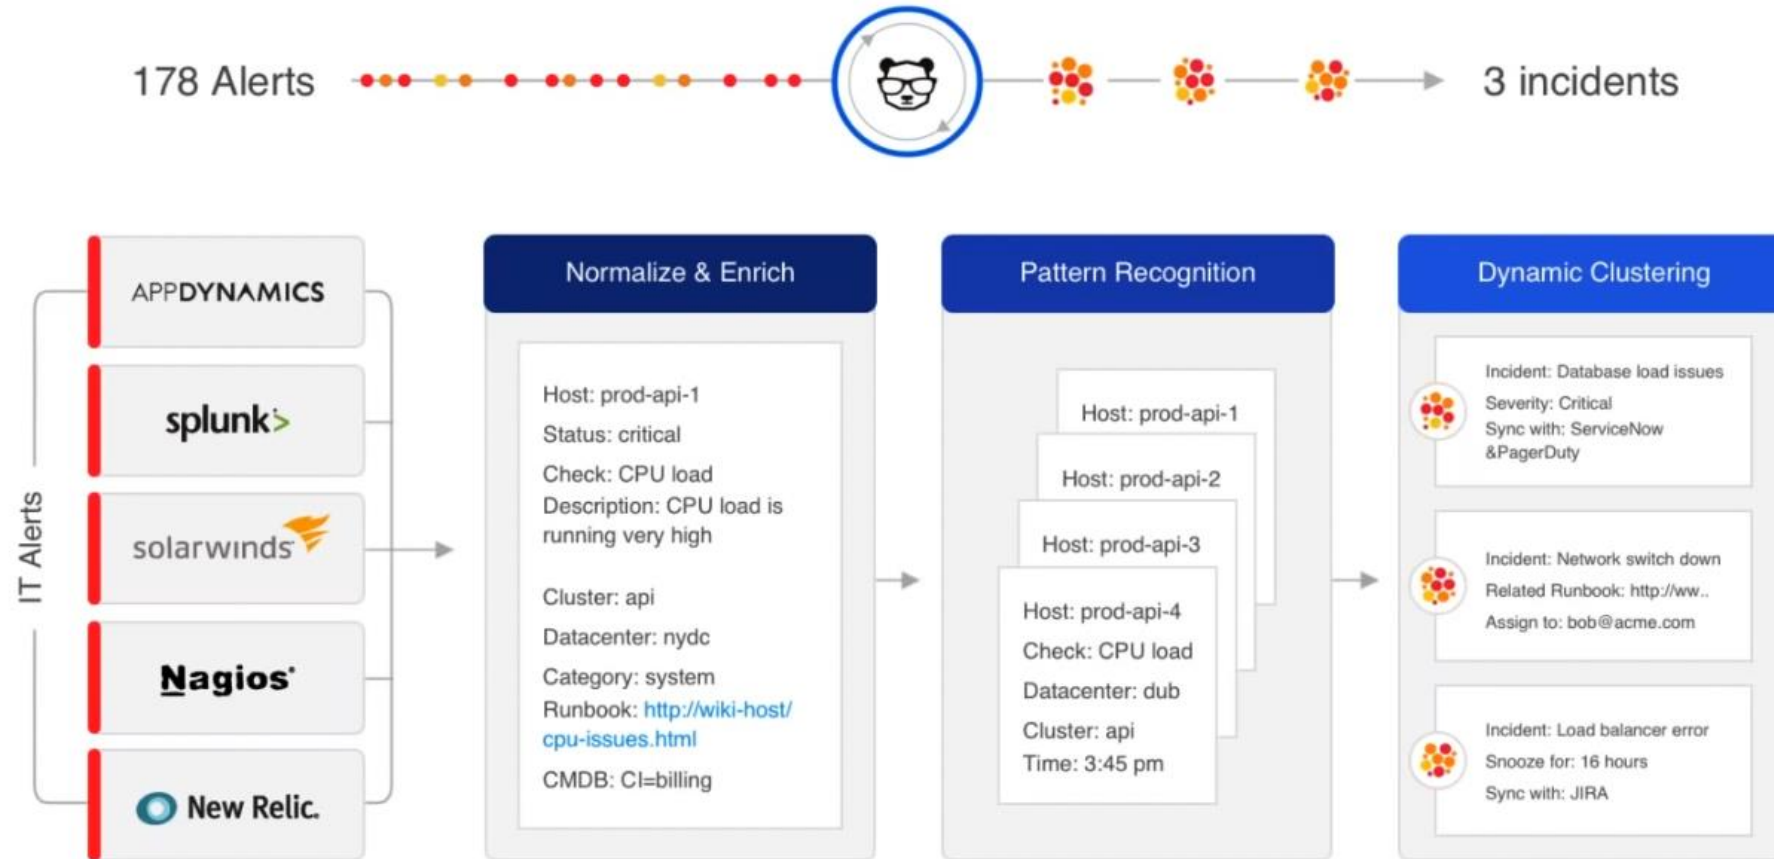 178 Alerts
3 incidents
IT Alerts
APPDYNAMICS
splunk>
solarwinds
Nagios®
New Relic.
Normalize & Enrich
Host: prod-api-1
Status: critical
Check: CPU load
Description: CPU load is
running very high
Cluster: api
Datacenter: nydc
Category: system
Runbook: http://wiki-host/
cpu-issues.html
CMDB: CI=billing
Pattern Recognition
Host: prod-api-1
Host: prod-api-2
Host: prod-api-3
Host: prod-api-4
Check: CPU load
Datacenter: dub
Cluster: api
Time: 3:45 pm
Dynamic Clustering
Incident: Database load issues
Severity: Critical
Sync with: ServiceNow
&PagerDuty
Incident: Network switch down
Related Runbook: http://ww..
Assign to: bob@acme.com
Incident: Load balancer error
Snooze for: 16 hours
Sync with: JIRA